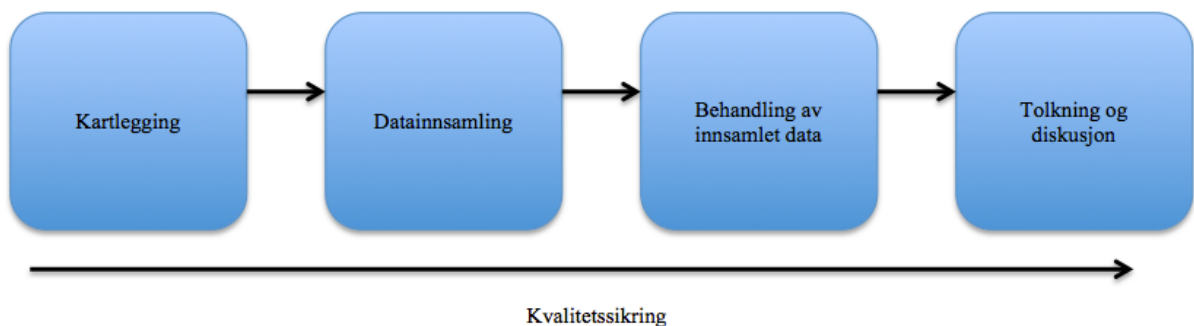 Kartlegging
Datainnsamling
Behandling av
innsamlet data
Tolkning og
diskusjon
Kvalitetssikring